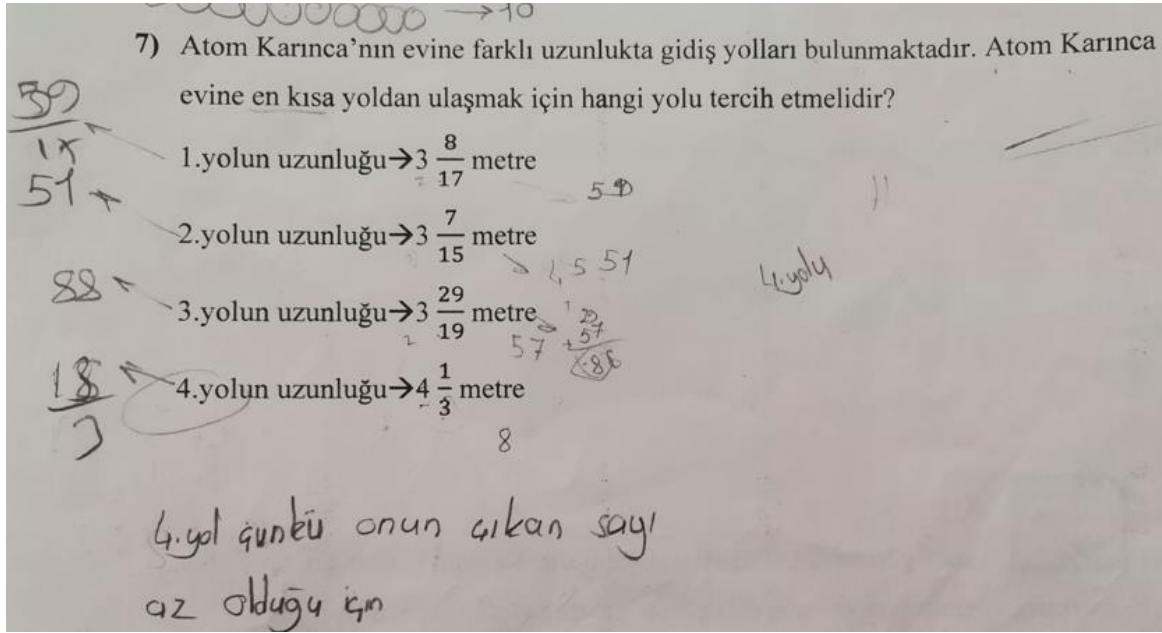 →10
7) Atom Karınca'nın evine farklı uzunlukta gidiş yolları bulunmaktadır. Atom Karınca
evine en kısa yoldan ulaşmak için hangi yolu tercih etmelidir?
1.yolun uzunluğu→3 8/17 metre
51
2.yolun uzunluğu→3 7/15 metre
51
4.yolu
88
3.yolun uzunluğu→3 29/19 metre
57
57
4.yolun uzunluğu→4 1/3 metre
8
4.yol çunkü onun çıkan sayı
az olduğu için